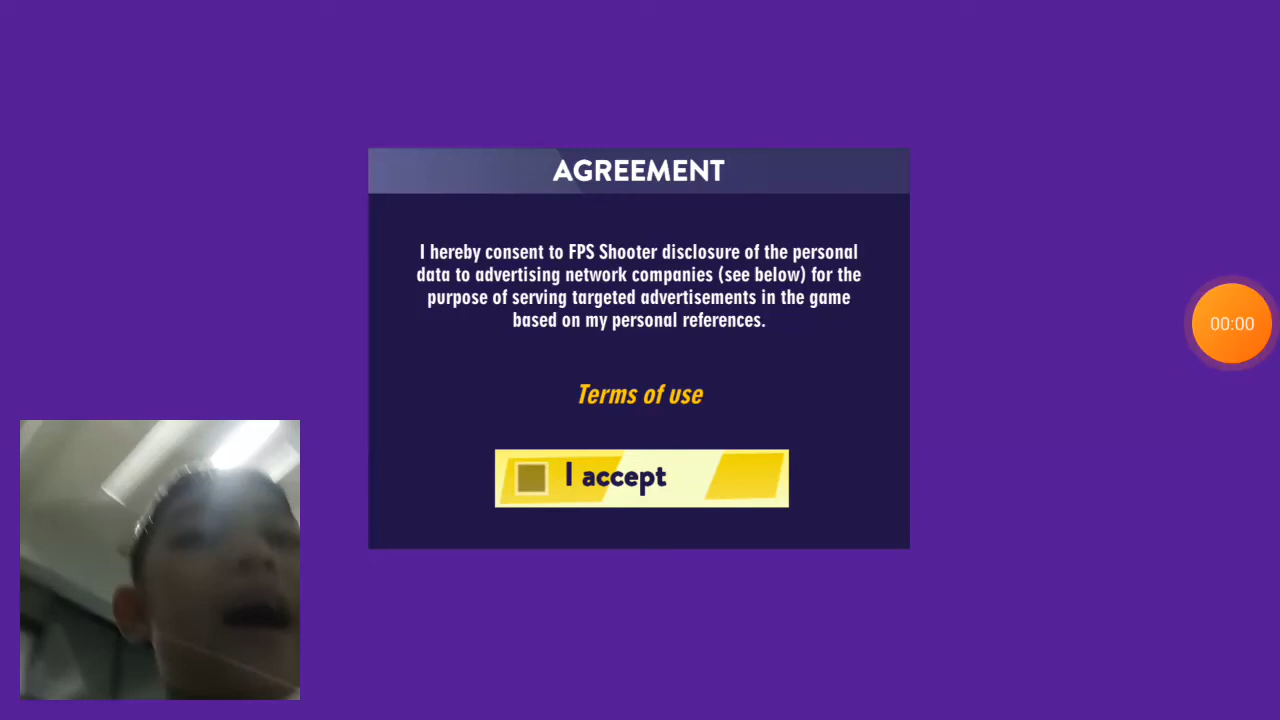 AGREEMENT
I hereby consent to FPS Shooter disclosure of the personal
data to advertising network companies (see below) for the
purpose of serving targeted advertisements in the game
based on my personal references.
Terms of use
I accept
00:00